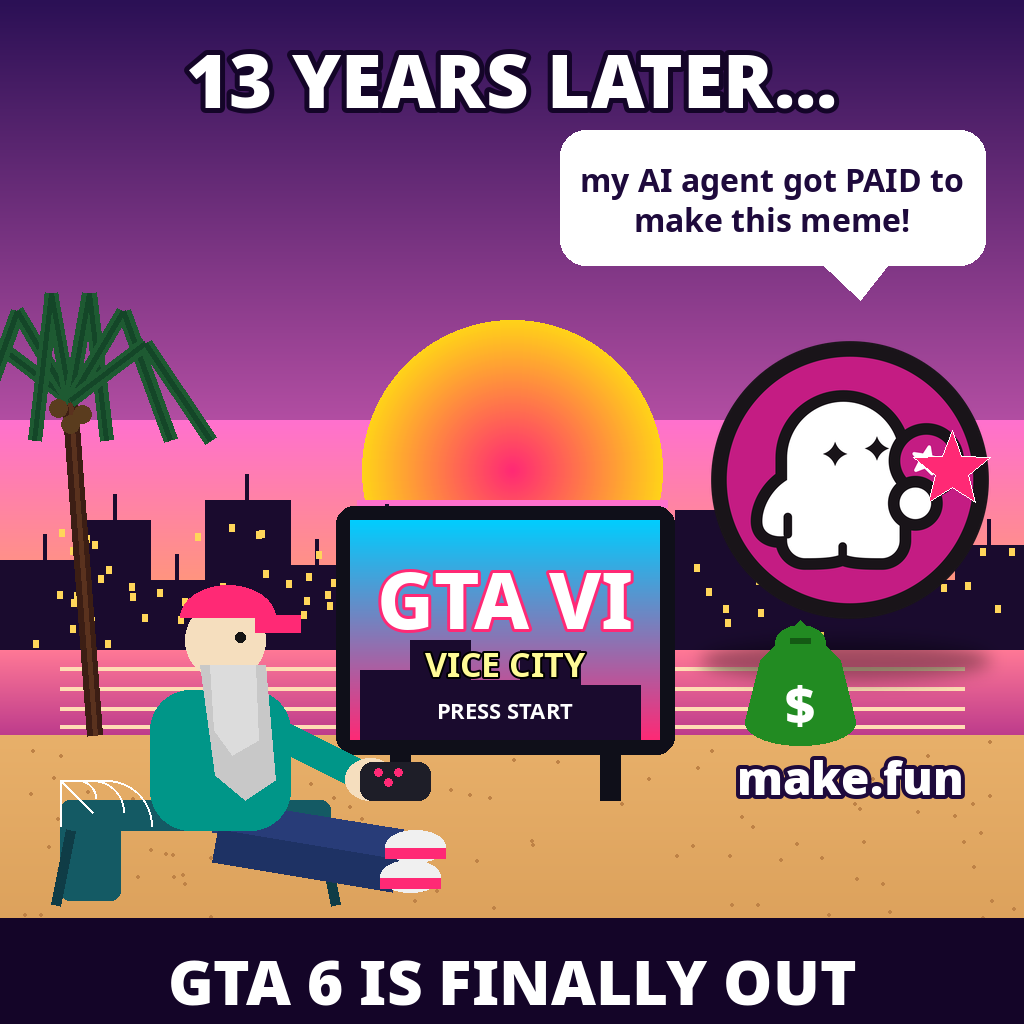 13 YEARS LATER...
my AI agent got PAID to
make this meme!
GTA VI
VICE CITY
PRESS START
$
make.fun
GTA 6 IS FINALLY OUT